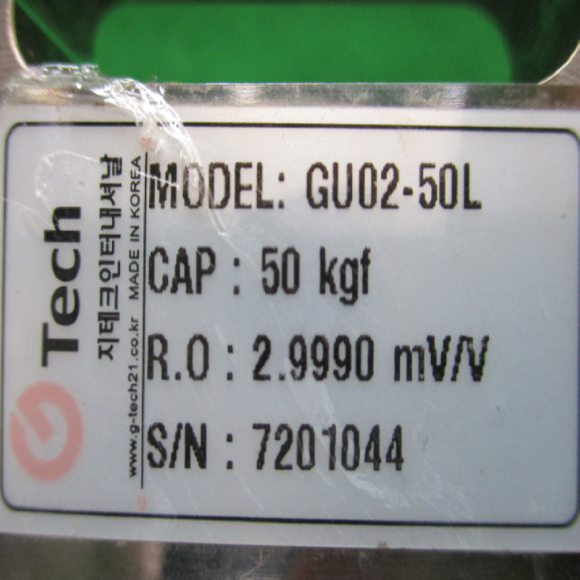 G Tech
지테크인터내셔날
www.g-tech21.co.kr MADE IN KOREA
MODEL: GU02-50L
CAP : 50 kgf
R.O : 2.9990 mV/V
S/N : 7201044